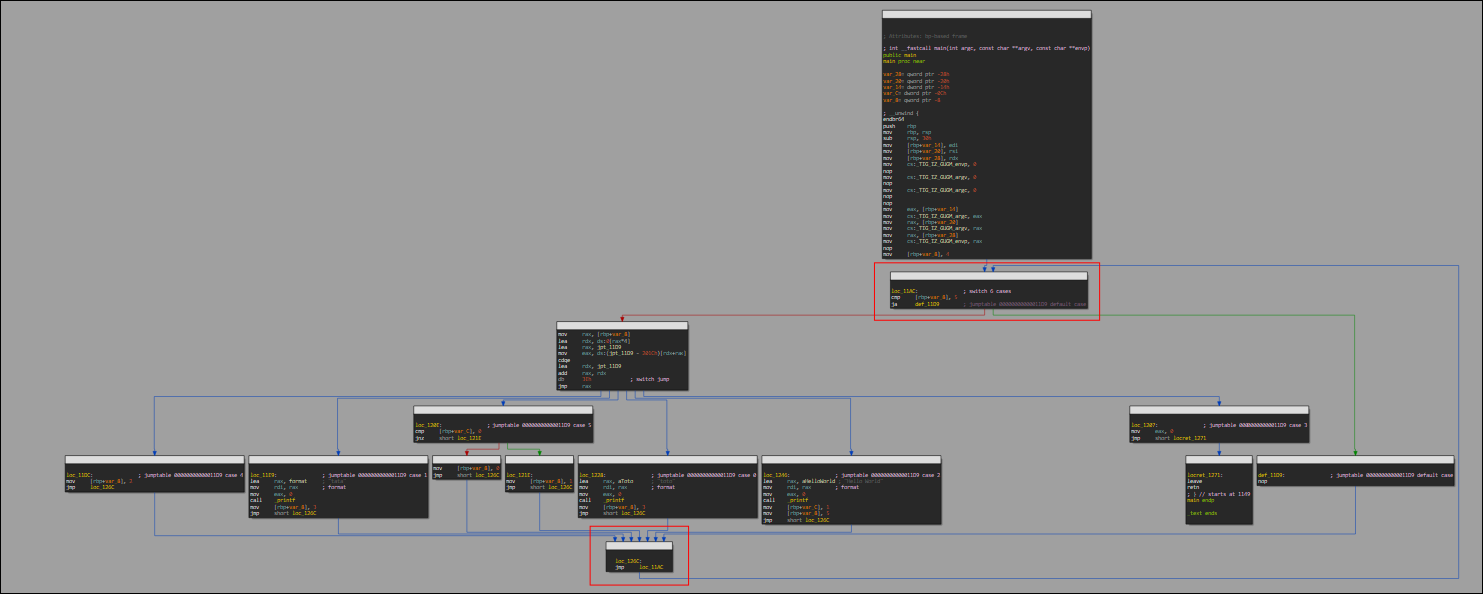 ; Attributes: bp-based frame
; int __fastcall main(int argc, const char **argv, const char **envp)
public main
main proc near
var_28= qword ptr -28h
var_20= qword ptr -20h
var_14= dword ptr -14h
var_C= dword ptr -0Ch
var_8= qword ptr -8
; __unwind {
endbr64
push rbp
mov rbp, rsp
sub rsp, 30h
mov [rbp+var_14], edi
mov [rbp+var_20], rsi
mov [rbp+var_28], rdx
mov cs:_TIG_IZ_GUGM_envp, 0
nop
mov cs:_TIG_IZ_GUGM_argv, 0
nop
mov cs:_TIG_IZ_GUGM_argc, 0
nop
nop
mov eax, [rbp+var_14]
mov cs:_TIG_IZ_GUGM_argc, eax
mov rax, [rbp+var_20]
mov cs:_TIG_IZ_GUGM_argv, rax
mov rax, [rbp+var_28]
mov cs:_TIG_IZ_GUGM_envp, rax
nop
mov [rbp+var_8],
loc_11AC: ; switch 6 cases
cmp [rbp+var_8], 5
ja def_11D9 ; jumptable 00000000000011D9 default case
mov rax, [rbp+var_8]
lea rdx, ds:0[rax*4]
lea rax, jpt_11D9
mov eax, ds:(jpt_11D9 - 201Ch)[rdx+rax]
cdqe
lea rdx, jpt_11D9
add rax, rdx
db 3Eh ; switch jump
jmp rax
loc_120E: ; jumptable 00000000000011D9 case 5
cmp [rbp+var_C], 0
jnz short loc_121E
loc_1207: ; jumptable 00000000000011D9 case 3
mov eax, 0
jmp short locret_1271
loc_11DC: ; jumptable 00000000000011D9 case 4
mov [rbp+var_8], 2
jmp loc_126C
loc_11E9: ; jumptable 00000000000011D9 case 1
lea rax, format ; "tata"
mov rdi, rax ; format
mov eax, 0
call _printf
mov [rbp+var_8], 3
jmp short loc_126C
mov [rbp+var_8], 0
jmp short loc_126C
loc_121E:
mov [rbp+var_8], 1
jmp short loc_126C
loc_1228: ; jumptable 00000000000011D9 case 0
lea rax, aToto ; "toto"
mov rdi, rax ; format
mov eax, 0
call _printf
mov [rbp+var_8], 3
jmp short loc_126C
loc_1246: ; jumptable 00000000000011D9 case 2
lea rax, aHelloWorld ; "Hello World"
mov rdi, rax ; format
mov eax, 0
call _printf
mov [rbp+var_C], 1
mov [rbp+var_8], 5
jmp short loc_126C
locret_1271:
leave
retn
; } // starts at 1149
main endp
_text ends
def_11D9: ; jumptable 00000000000011D9 default case
nop
loc_126C:
jmp loc_11AC